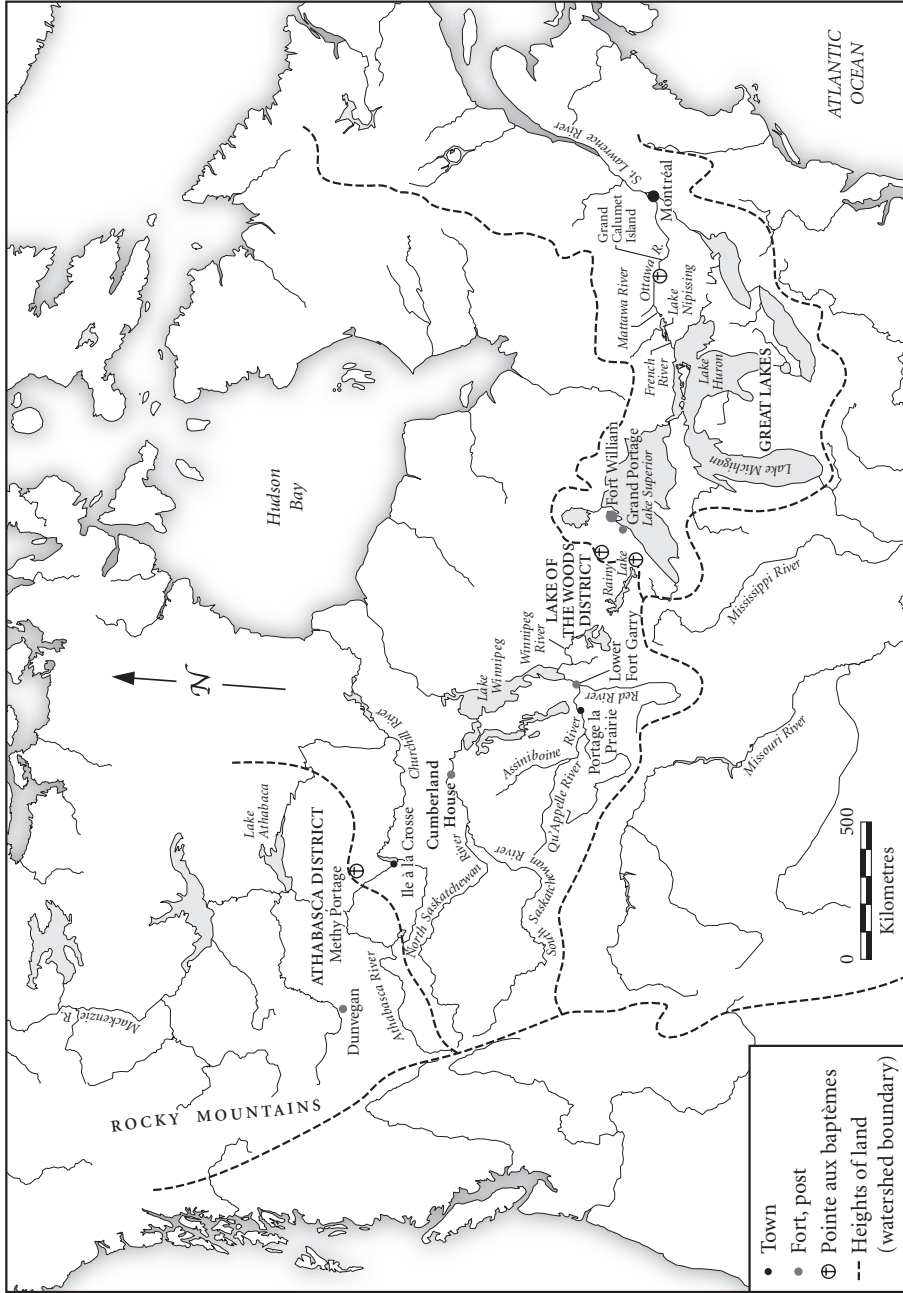 N
ROCKY MOUNTAINS
Mackenzie R.
Dunvegan
ATHABASCA DISTRICT
Methy Portage
Lake
Athabaca
Athabasca River
Ile à la Crosse
Churchill River
Cumberland
House
North Saskatchewan
River
South Saskatchewan River
Qu'Appelle River
Assiniboine River
Portage la
Prairie
Red River
Lower
Fort Garry
Lake
Winnipeg
Winnipeg
River
LAKE OF
THE WOODS
DISTRICT
Rainy
Lake
Hudson
Bay
Fort William
Grand Portage
Lake Superior
Lake Michigan
Lake
Huron
GREAT LAKES
French
River
Lake
Nipissing
Mattawa River
Ottawa R.
Grand
Calumet
Island
Montréal
St. Lawrence River
ATLANTIC
OCEAN
Mississippi River
Missouri River
Town
Fort, post
Pointe aux baptèmes
Heights of land
(watershed boundary)
0 500
Kilometres